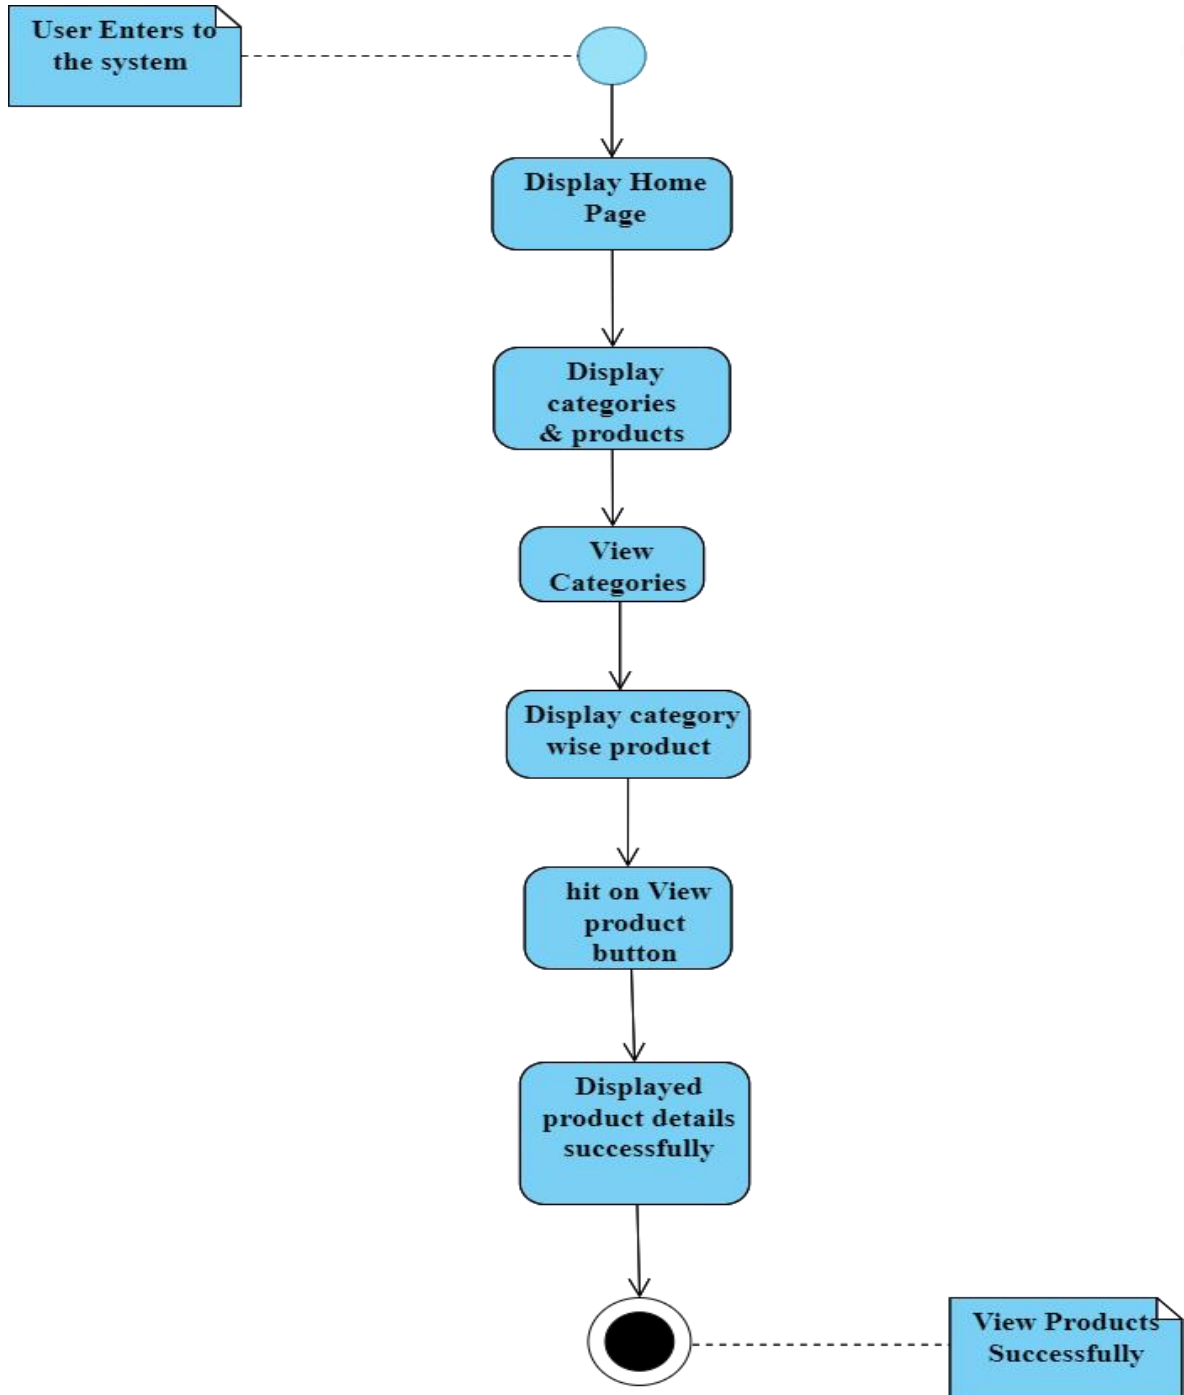 User Enters to
the system
Display Home
Page
Display
categories
& products
View
Categories
Display category
wise product
hit on View
product
button
Displayed
product details
successfully
View Products
Successfully